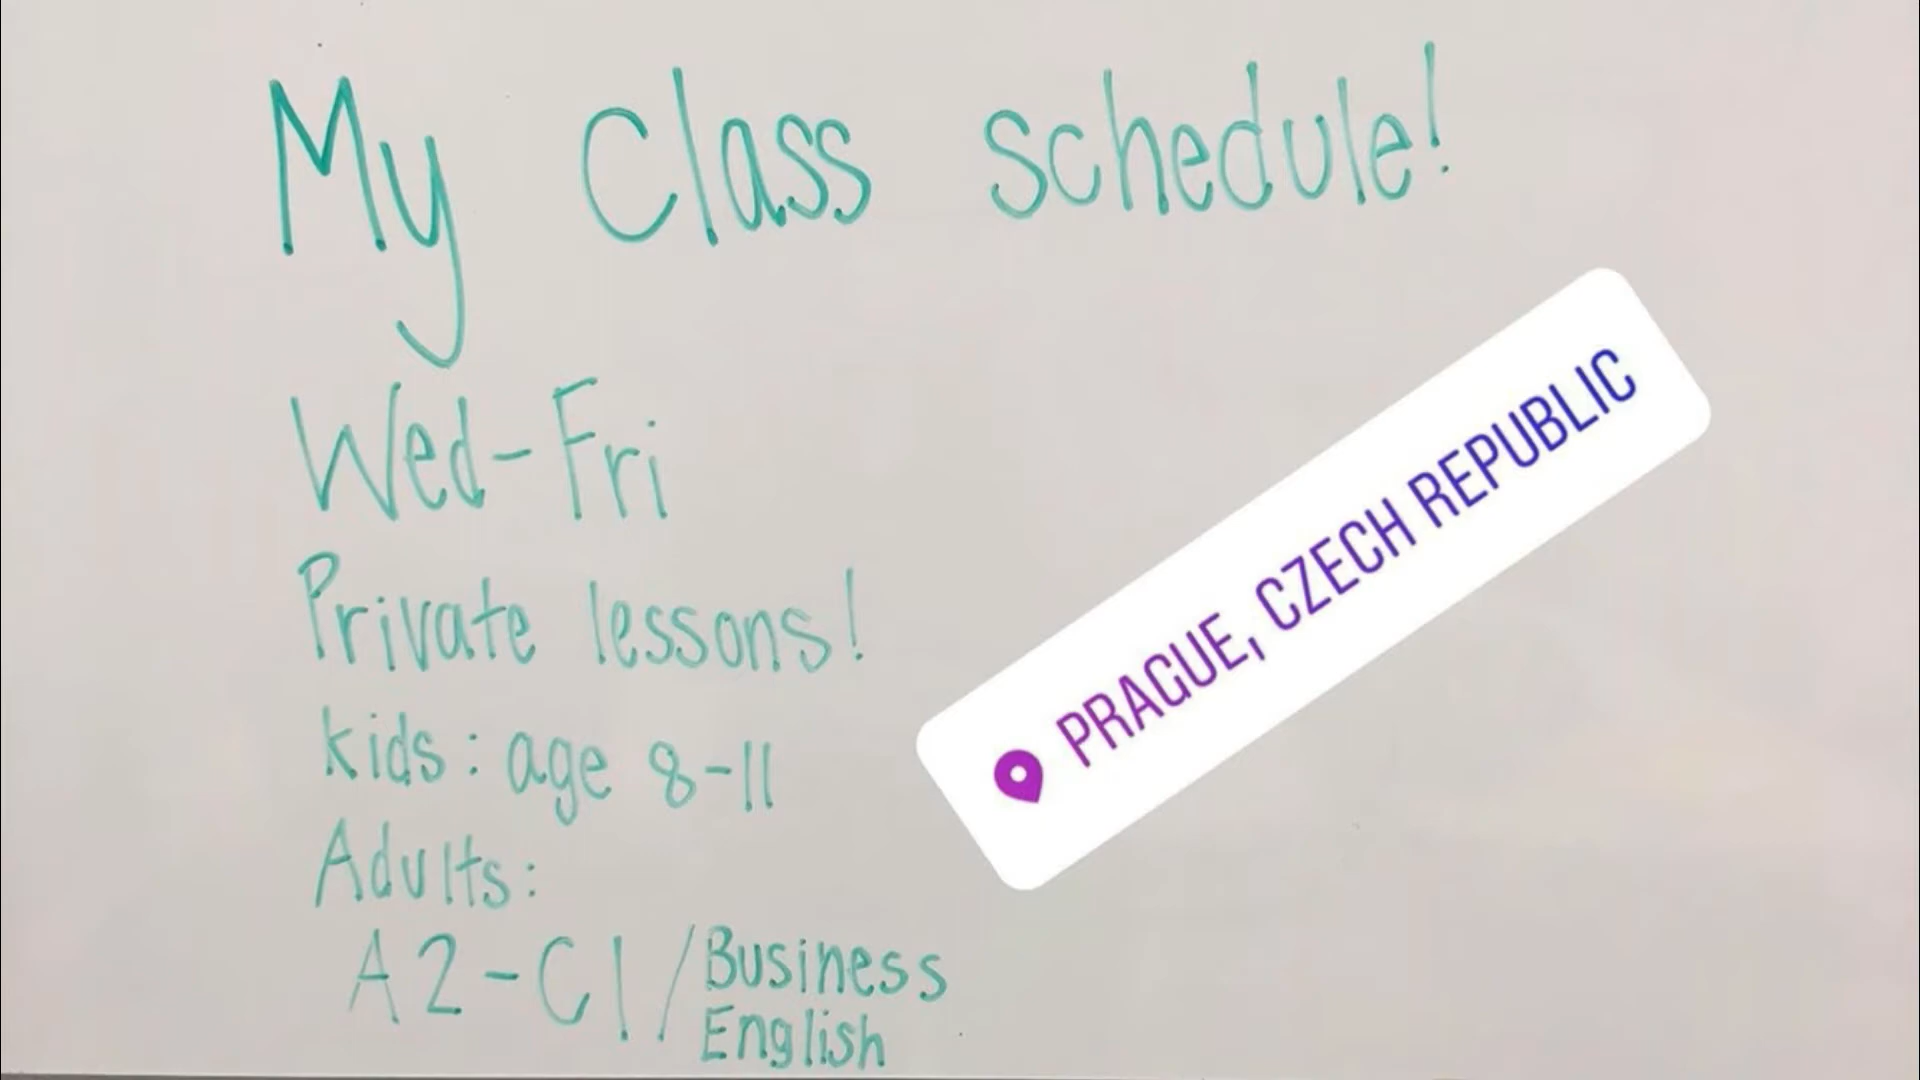 My Class schedule!
Wed-Fri
Private lessons!
kids: age 8-11
Adults:
A2-C1/Business
English
PRAGUE, CZECH REPUBLIC